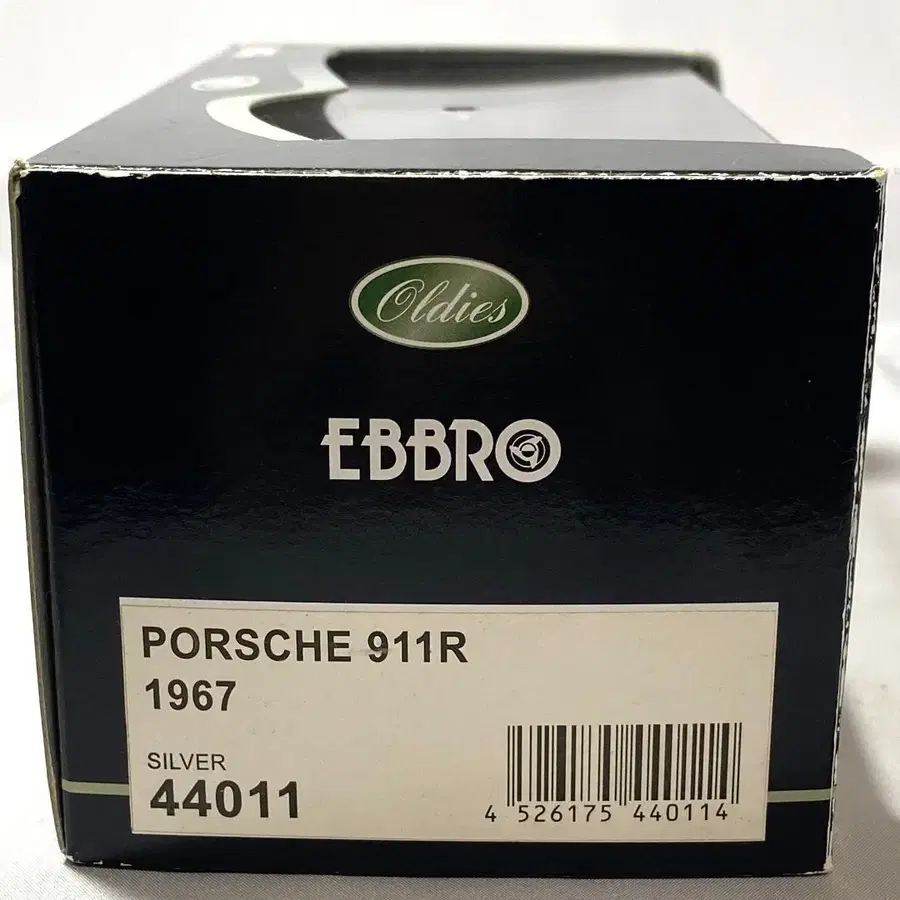 Oldies
EBBRO
PORSCHE 911R
1967
SILVER
44011
4 526175 440114